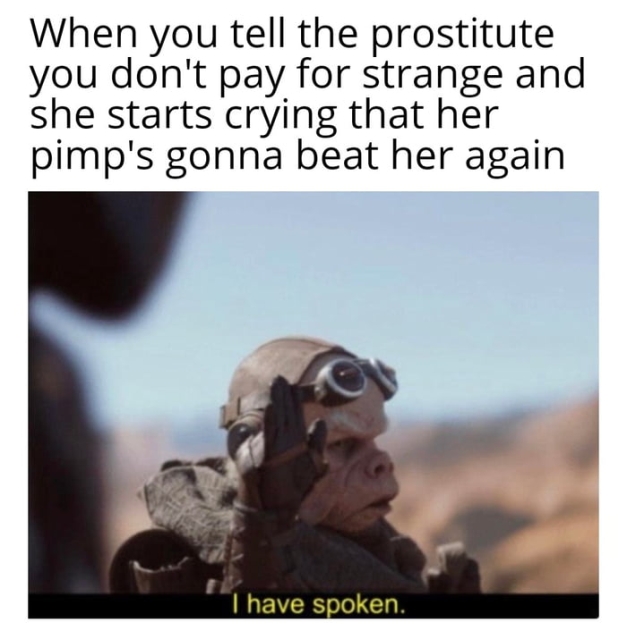 When you tell the prostitute
you don't pay for strange and
she starts crying that her
pimp's gonna beat her again
I have spoken.